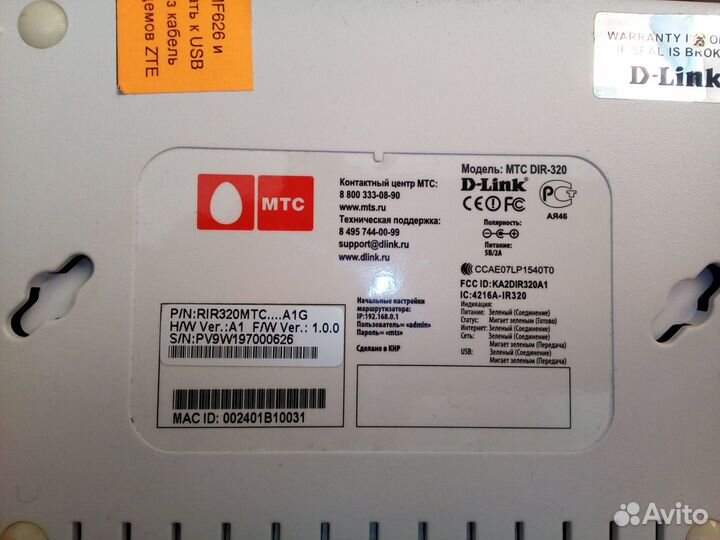 MF626 и
ать к USB
з кабель
демов ZTE
WARRANTY
IF SEAL IS BROK
D-Link
МТС
Контактный центр МТС:
8 800 333-08-90
www.mts.ru
Техническая поддержка:
8 495 744-00-99
support@dlink.ru
www.dlink.ru
Модель: МТС DIR-320
D-Link
CE FC
АЯ46
Полярность:
Питание:
5В/2А
CCAE07LP1540T0
FCC ID:KA2DIR320A1
IC:4216A-IR320
Индикация:
Питание: Зеленый (Соединение)
Статус: Мигает зеленым (Готово)
Интернет: Зеленый (Соединение)
Сеть: Зеленый (Соединение)
Мигает зеленым (Передача)
USB: Зеленый (Соединение)
Мигает зеленым (Передача)
Начальные настройки
маршрутизатора:
IP:192.168.0.1
Пользователь= «admin»
Пароль= «mts»
Сделано в КНР
P/N:RIR320MTC....A1G
H/W Ver.:A1 F/W Ver.: 1.0.0
S/N:PV9W197000626
MAC ID: 002401B10031
Avito